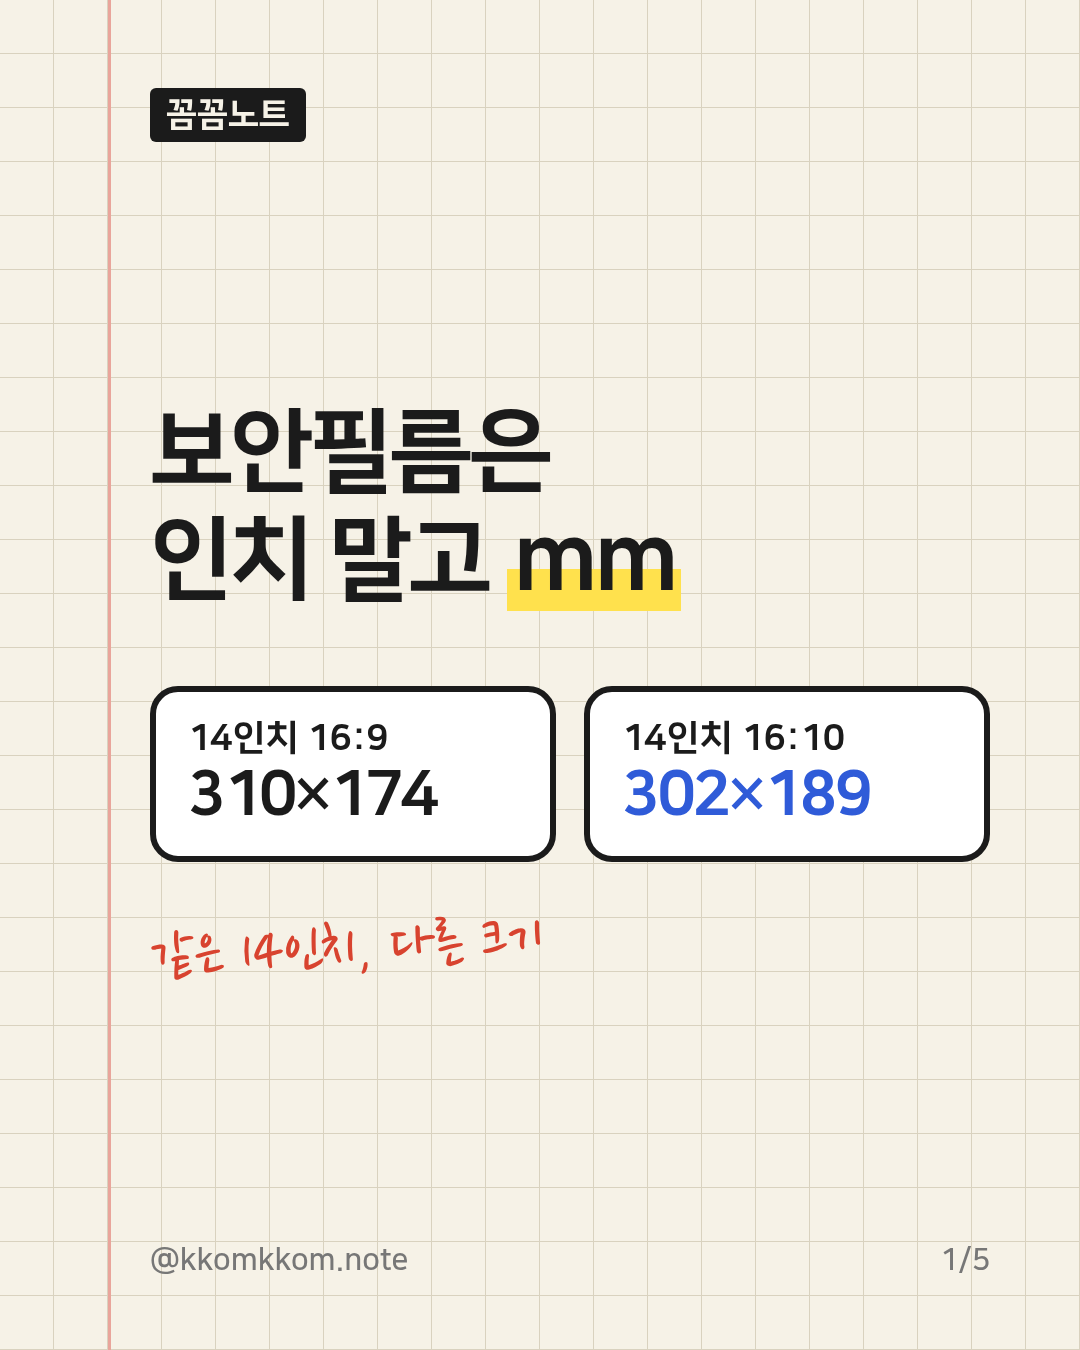 꼼꼼노트
보안필름은
인치 말고 mm
14인치 16:9
310×174
14인치 16:10
302×189
같은 14인치, 다른 크기
@kkomkkom.note
1/5